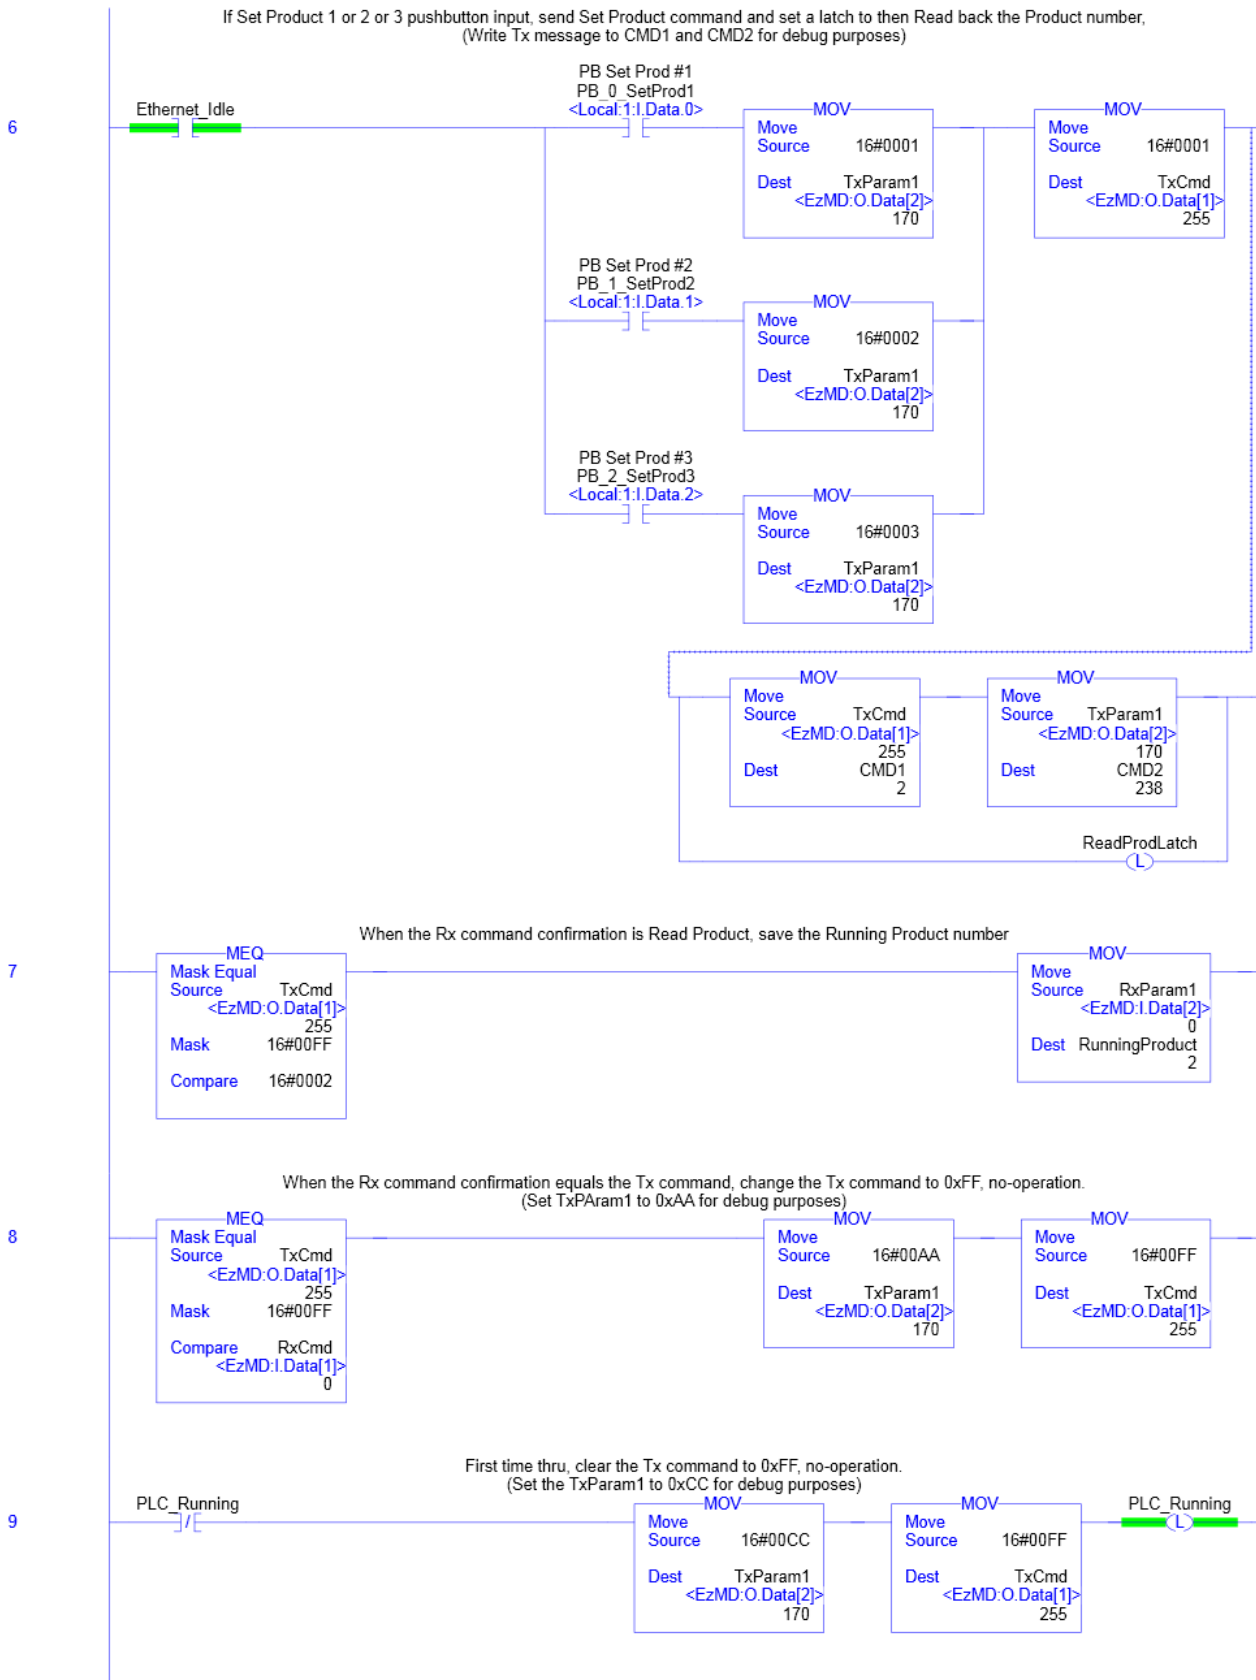 If Set Product 1 or 2 or 3 pushbutton input, send Set Product command and set a latch to then Read back the Product number,
(Write Tx message to CMD1 and CMD2 for debug purposes)
6
Ethernet_Idle
PB Set Prod #1
PB_0_SetProd1
<Local:1:I.Data.0>
MOV
Move
Source 16#0001
Dest TxParam1
<EzMD:O.Data[2]>
170
MOV
Move
Source 16#0001
Dest TxCmd
<EzMD:O.Data[1]>
255
PB Set Prod #2
PB_1_SetProd2
<Local:1:I.Data.1>
MOV
Move
Source 16#0002
Dest TxParam1
<EzMD:O.Data[2]>
170
PB Set Prod #3
PB_2_SetProd3
<Local:1:I.Data.2>
MOV
Move
Source 16#0003
Dest TxParam1
<EzMD:O.Data[2]>
170
MOV
Move
Source TxCmd
<EzMD:O.Data[1]>
255
Dest CMD1
2
MOV
Move
Source TxParam1
<EzMD:O.Data[2]>
170
Dest CMD2
238
ReadProdLatch
L
When the Rx command confirmation is Read Product, save the Running Product number
7
MEQ
Mask Equal
Source TxCmd
<EzMD:O.Data[1]>
255
Mask 16#00FF
Compare 16#0002
MOV
Move
Source RxParam1
<EzMD:I.Data[2]>
0
Dest RunningProduct
2
When the Rx command confirmation equals the Tx command, change the Tx command to 0xFF, no-operation.
(Set TxPAram1 to 0xAA for debug purposes)
8
MEQ
Mask Equal
Source TxCmd
<EzMD:O.Data[1]>
255
Mask 16#00FF
Compare RxCmd
<EzMD:I.Data[1]>
0
MOV
Move
Source 16#00AA
Dest TxParam1
<EzMD:O.Data[2]>
170
MOV
Move
Source 16#00FF
Dest TxCmd
<EzMD:O.Data[1]>
255
First time thru, clear the Tx command to 0xFF, no-operation.
(Set the TxParam1 to 0xCC for debug purposes)
9
PLC_Running
MOV
Move
Source 16#00CC
Dest TxParam1
<EzMD:O.Data[2]>
170
MOV
Move
Source 16#00FF
Dest TxCmd
<EzMD:O.Data[1]>
255
PLC_Running
L